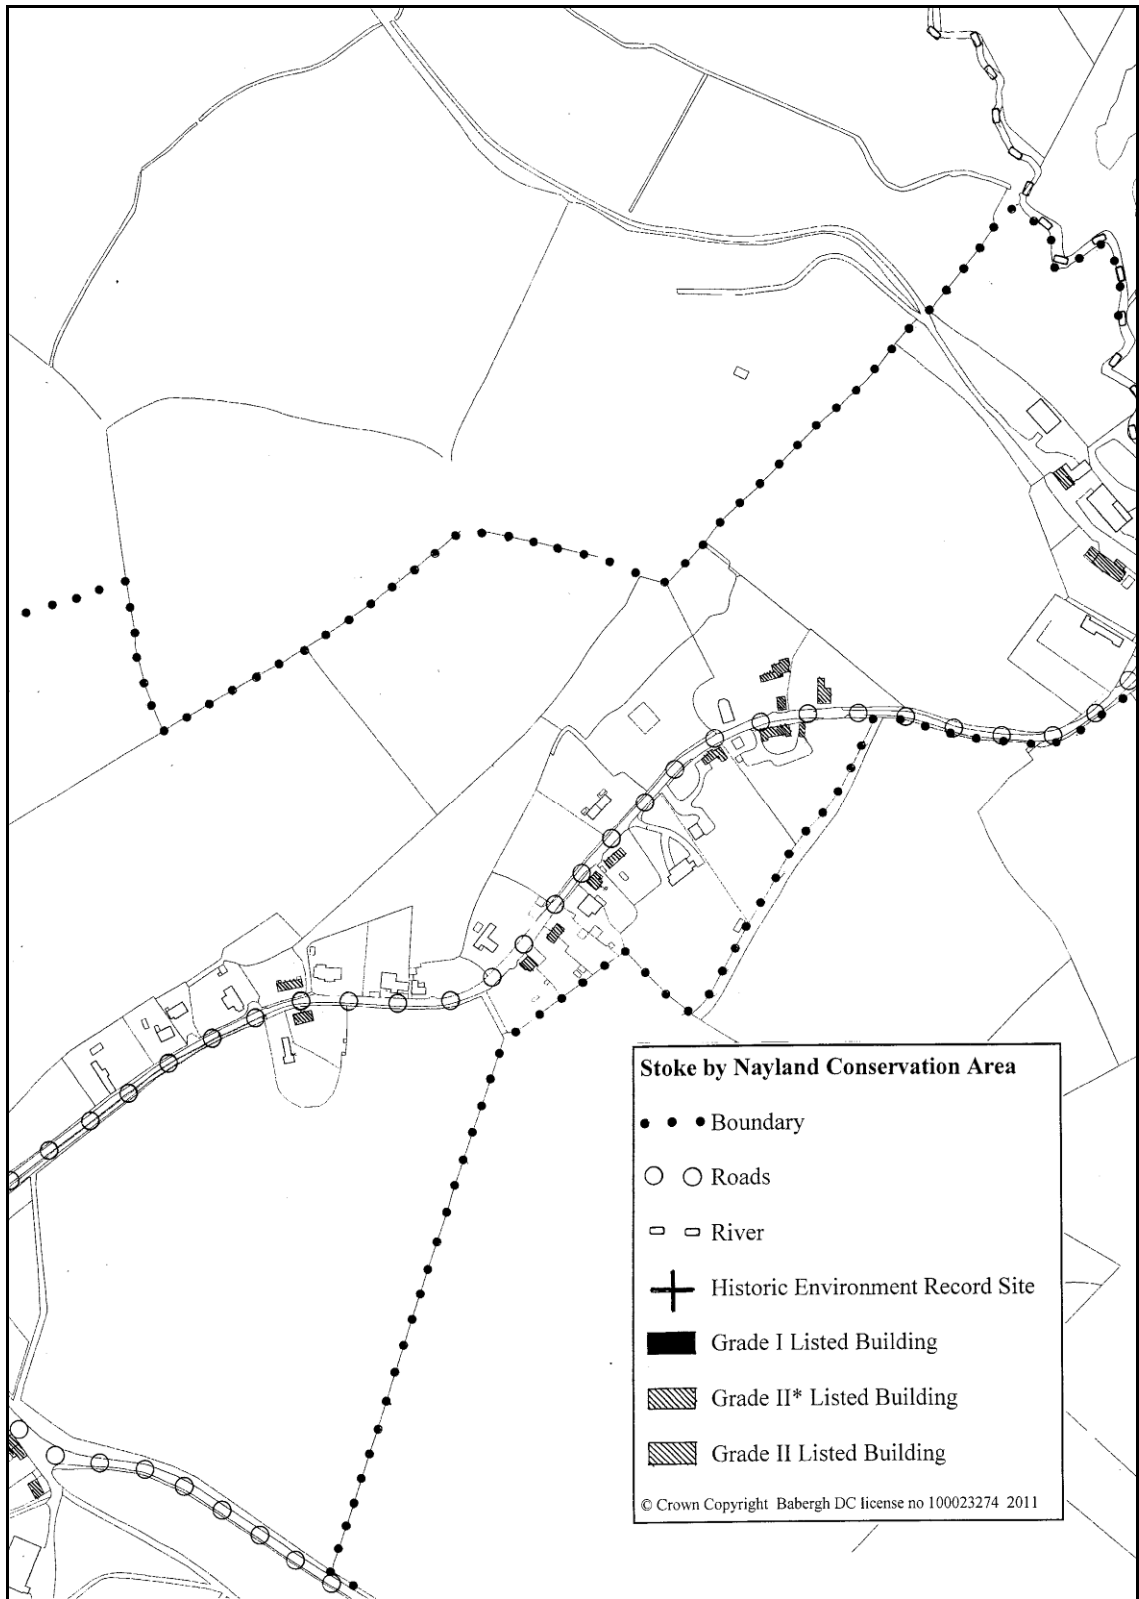 Stoke by Nayland Conservation Area
Boundary
Roads
River
Historic Environment Record Site
Grade I Listed Building
Grade II* Listed Building
Grade II Listed Building
© Crown Copyright Babergh DC license no 100023274 2011